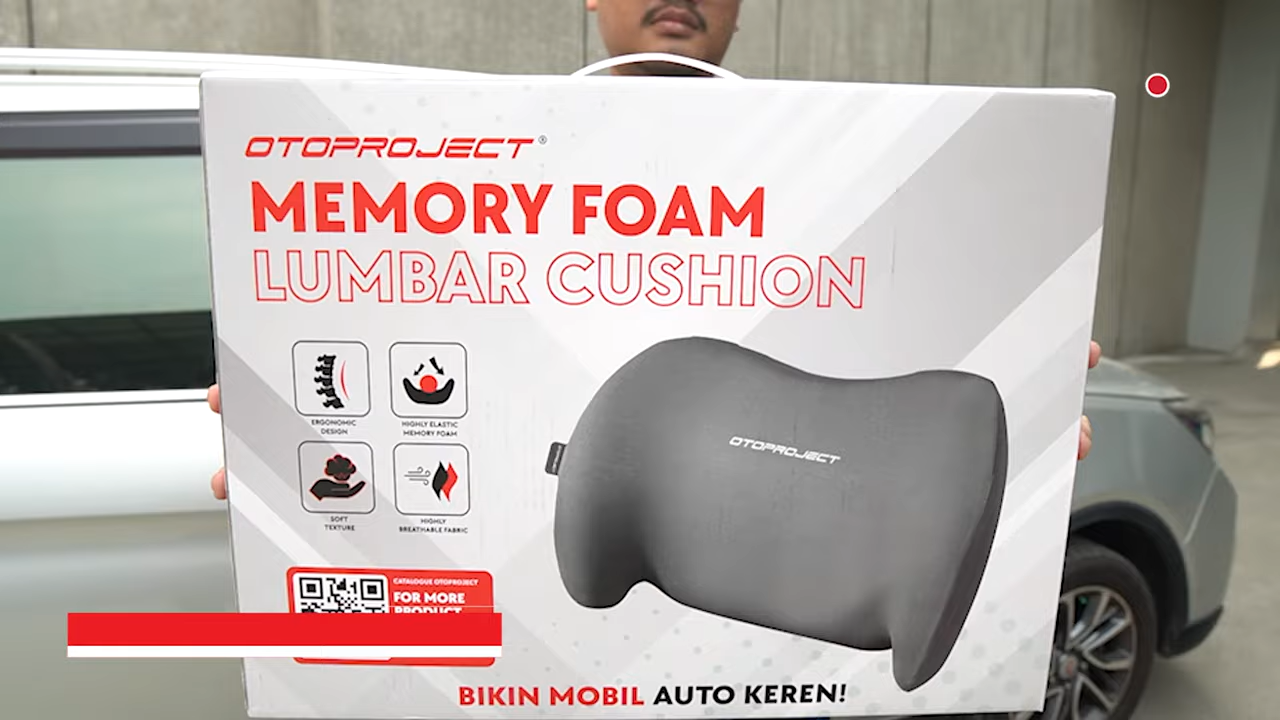 OTOPROJECT®
MEMORY FOAM
LUMBAR CUSHION
ERGONOMIC
DESIGN
HIGHLY ELASTIC
MEMORY FOAM
SOFT
TEXTURE
HIGHLY
BREATHABLE FABRIC
OTOPROJECT
CATALOGUE OTOPROJECT
FOR MORE
PRODUCT
BIKIN MOBIL AUTO KEREN!